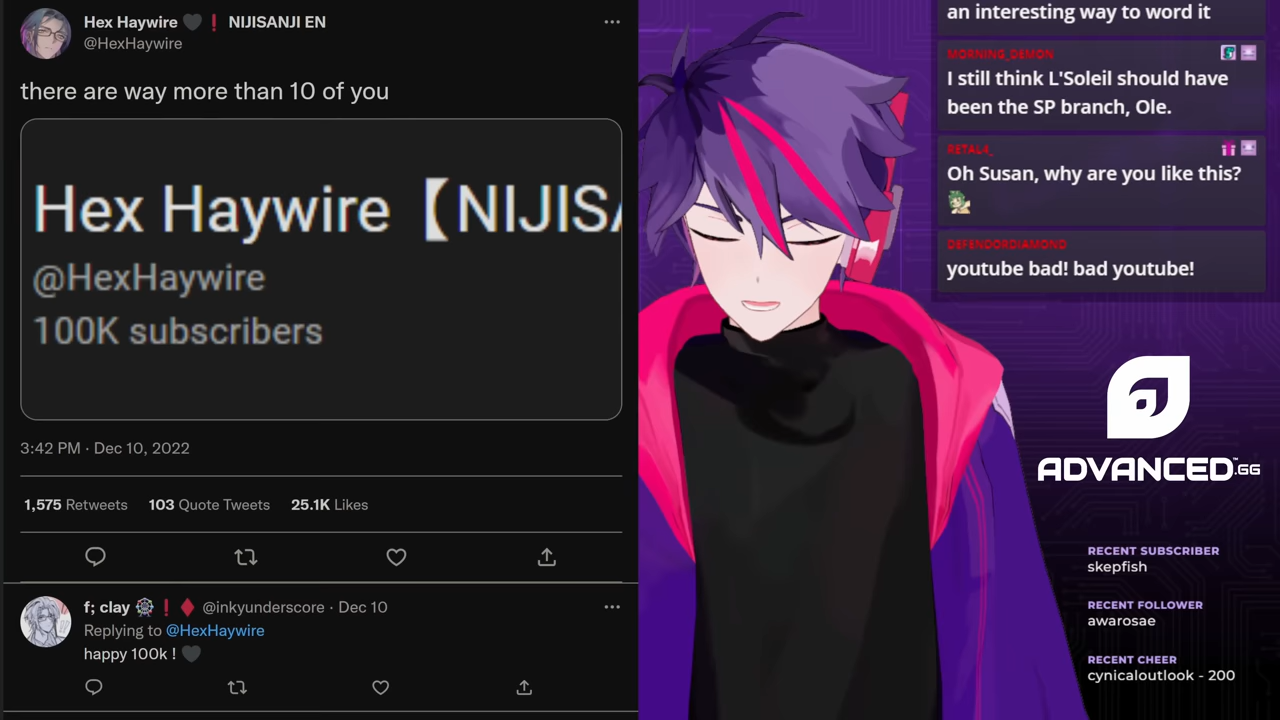 Hex Haywire 🖤❗ NIJISANJI EN
@HexHaywire
there are way more than 10 of you
Hex Haywire【NIJISA
@HexHaywire
100K subscribers
3:42 PM · Dec 10, 2022
1,575 Retweets 103 Quote Tweets 25.1K Likes
f; clay 🎡❗♦️ @inkyunderscore · Dec 10
Replying to @HexHaywire
happy 100k ! 🖤
an interesting way to word it
MORNING_DEMON
I still think L'Soleil should have
been the SP branch, Ole.
RETAL4_
Oh Susan, why are you like this?
DEFENDORDIAMOND
youtube bad! bad youtube!
ADVANCED™.GG
RECENT SUBSCRIBER
skepfish
RECENT FOLLOWER
awarosae
RECENT CHEER
cynicaloutlook - 200